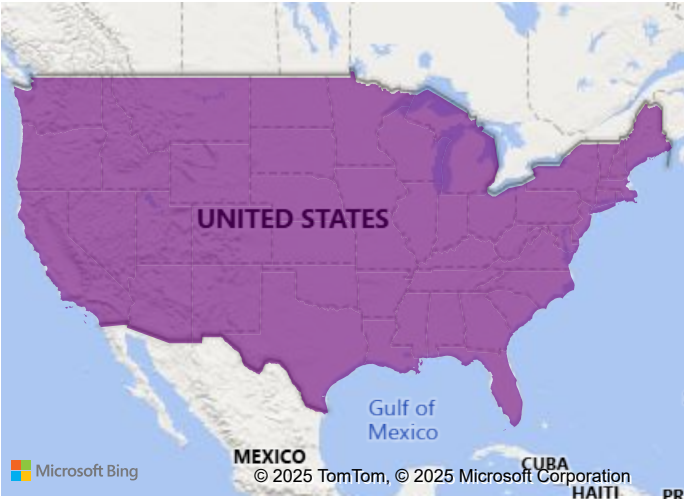 UNITED STATES
Gulf of
Mexico
MEXICO
CUBA
Microsoft Bing
© 2025 TomTom, © 2025 Microsoft Corporation
HAITI
PR